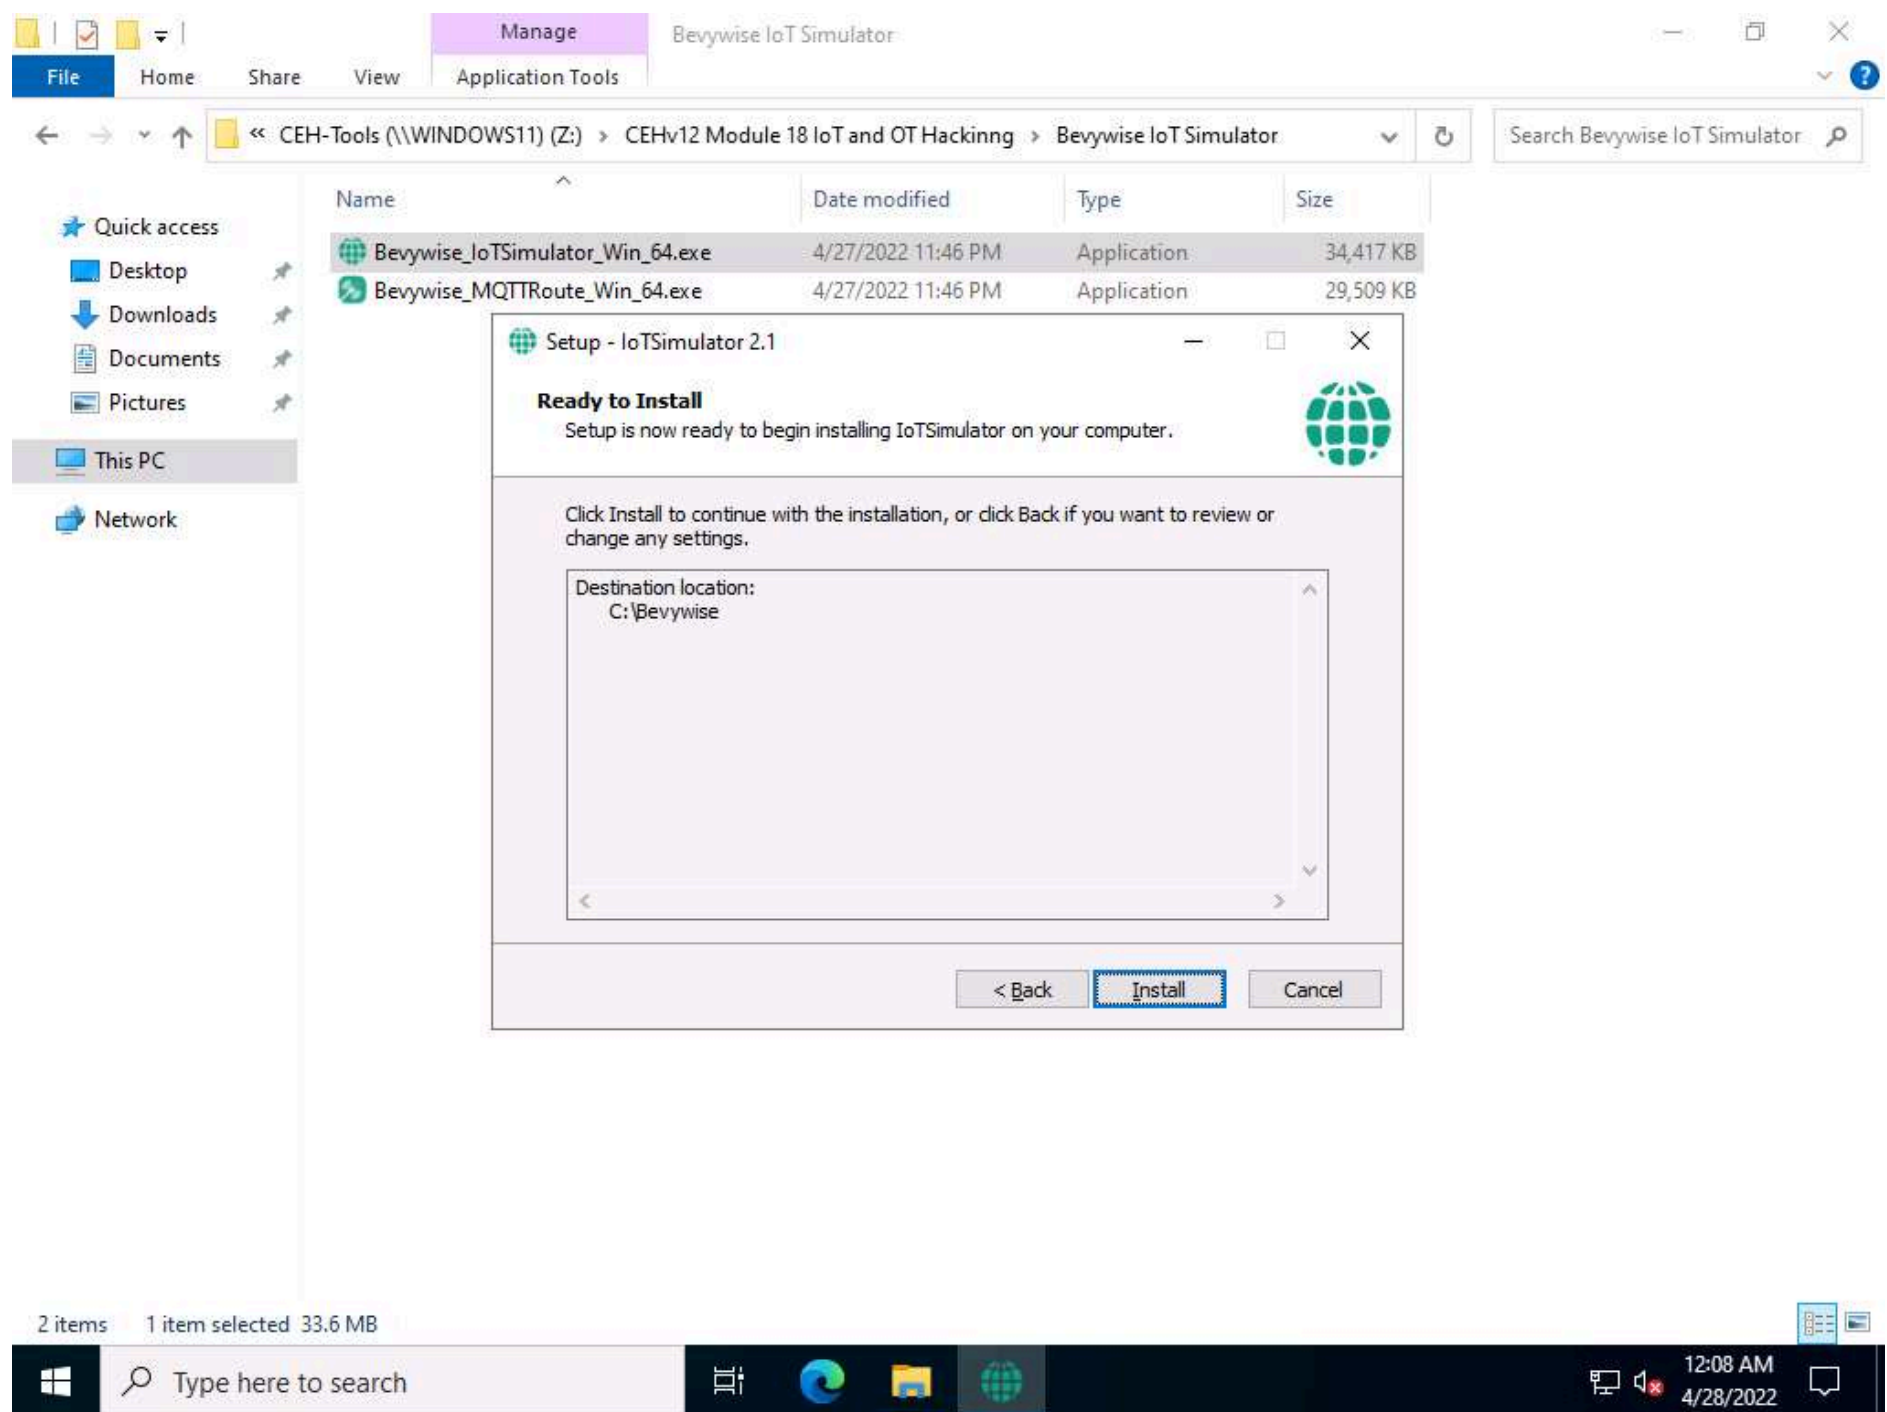 Manage
Bevywise IoT Simulator
File Home Share View Application Tools
« CEH-Tools (\\WINDOWS11) (Z:) > CEHv12 Module 18 IoT and OT Hackinng > Bevywise IoT Simulator
Search Bevywise IoT Simulator
Name Date modified Type Size
Quick access
Desktop
Downloads
Documents
Pictures
This PC
Network
Bevywise_IoTSimulator_Win_64.exe 4/27/2022 11:46 PM Application 34,417 KB
Bevywise_MQTTRoute_Win_64.exe 4/27/2022 11:46 PM Application 29,509 KB
Setup - IoTSimulator 2.1
Ready to Install
Setup is now ready to begin installing IoTSimulator on your computer.
Click Install to continue with the installation, or click Back if you want to review or
change any settings.
Destination location:
C:\Bevywise
< Back Install Cancel
2 items 1 item selected 33.6 MB
Type here to search
12:08 AM
4/28/2022